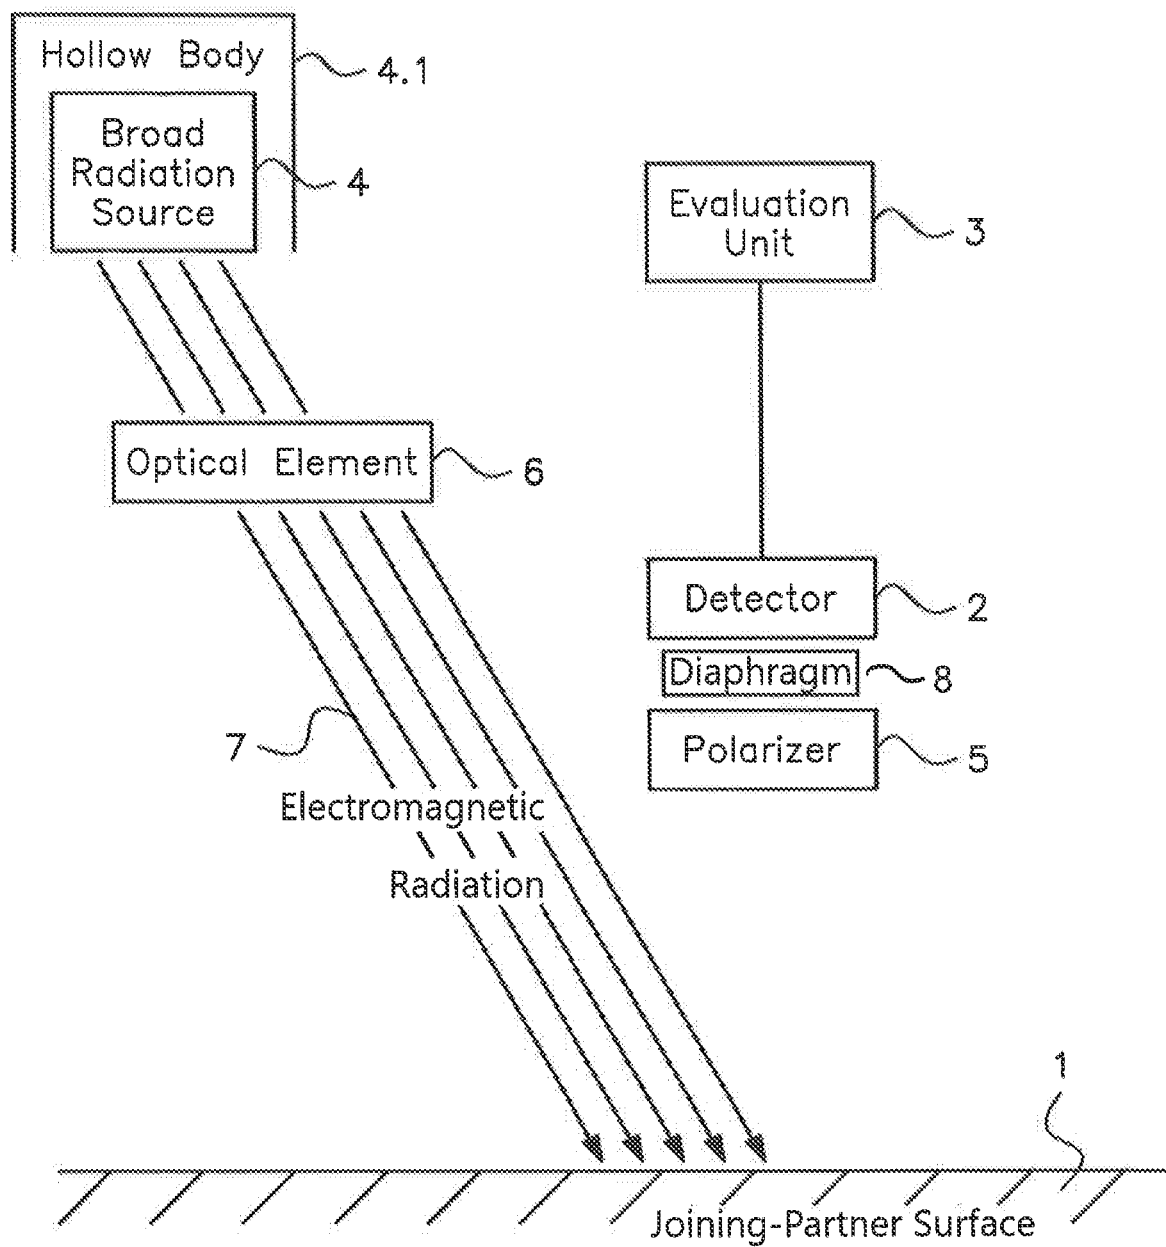 Hollow Body
4.1
Broad
Radiation
Source
4
Evaluation
Unit
3
Optical Element
6
Detector
2
Diaphragm
8
Polarizer
5
7
Electromagnetic
Radiation
1
Joining-Partner Surface